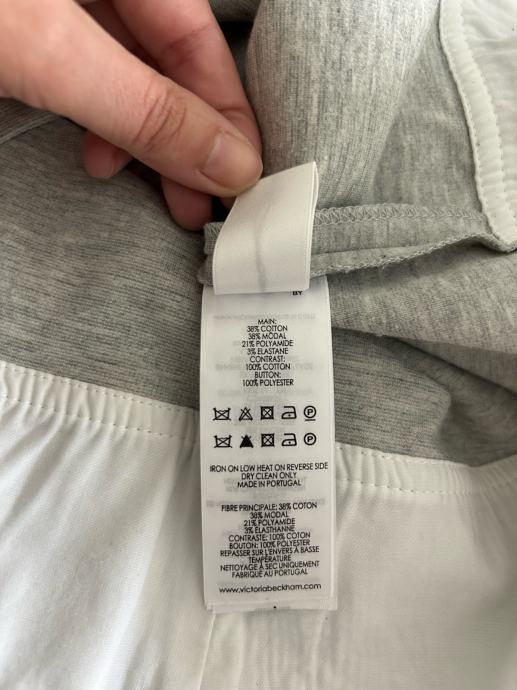 BY
MAIN:
38% COTTON
38% MODAL
21% POLYAMIDE
3% ELASTANE
CONTRAST:
100% COTTON
BUTTON:
100% POLYESTER
P
P
IRON ON LOW HEAT ON REVERSE SIDE
DRY CLEAN ONLY
MADE IN PORTUGAL
FIBRE PRINCIPALE: 38% COTON
38% MODAL
21% POLYAMIDE
3% ÉLASTHANNE
CONTRASTE: 100% COTON
BOUTON: 100% POLYESTER
REPASSER SUR L'ENVERS À BASSE
TEMPÉRATURE
NETTOYAGE À SEC UNIQUEMENT
FABRIQUÉ AU PORTUGAL
www.victoriabeckham.com